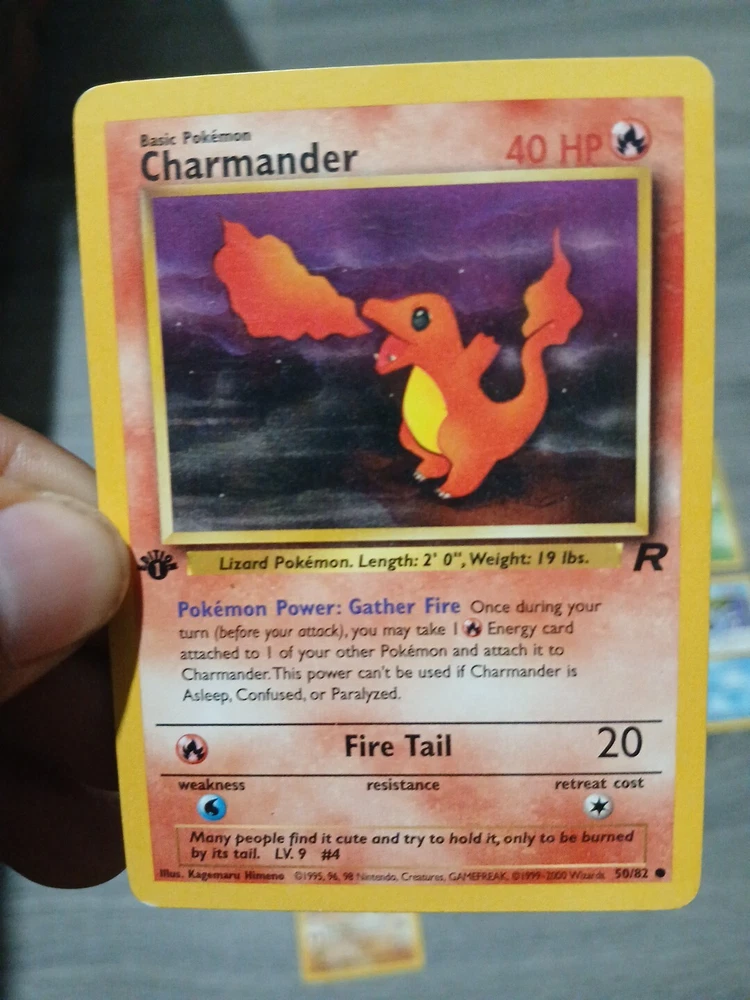 Basic Pokémon
Charmander
40 HP
EDITION
1
Lizard Pokémon. Length: 2' 0", Weight: 19 lbs.
R
Pokémon Power: Gather Fire Once during your
turn (before your attack), you may take 1 Energy card
attached to 1 of your other Pokémon and attach it to
Charmander. This power can't be used if Charmander is
Asleep, Confused, or Paralyzed.
Fire Tail 20
weakness resistance retreat cost
Many people find it cute and try to hold it, only to be burned
by its tail. LV. 9 #4
Illus. Kagemaru Himeno ©1995, 96, 98 Nintendo, Creatures, GAMEFREAK. ©1999-2000 Wizards 50/82